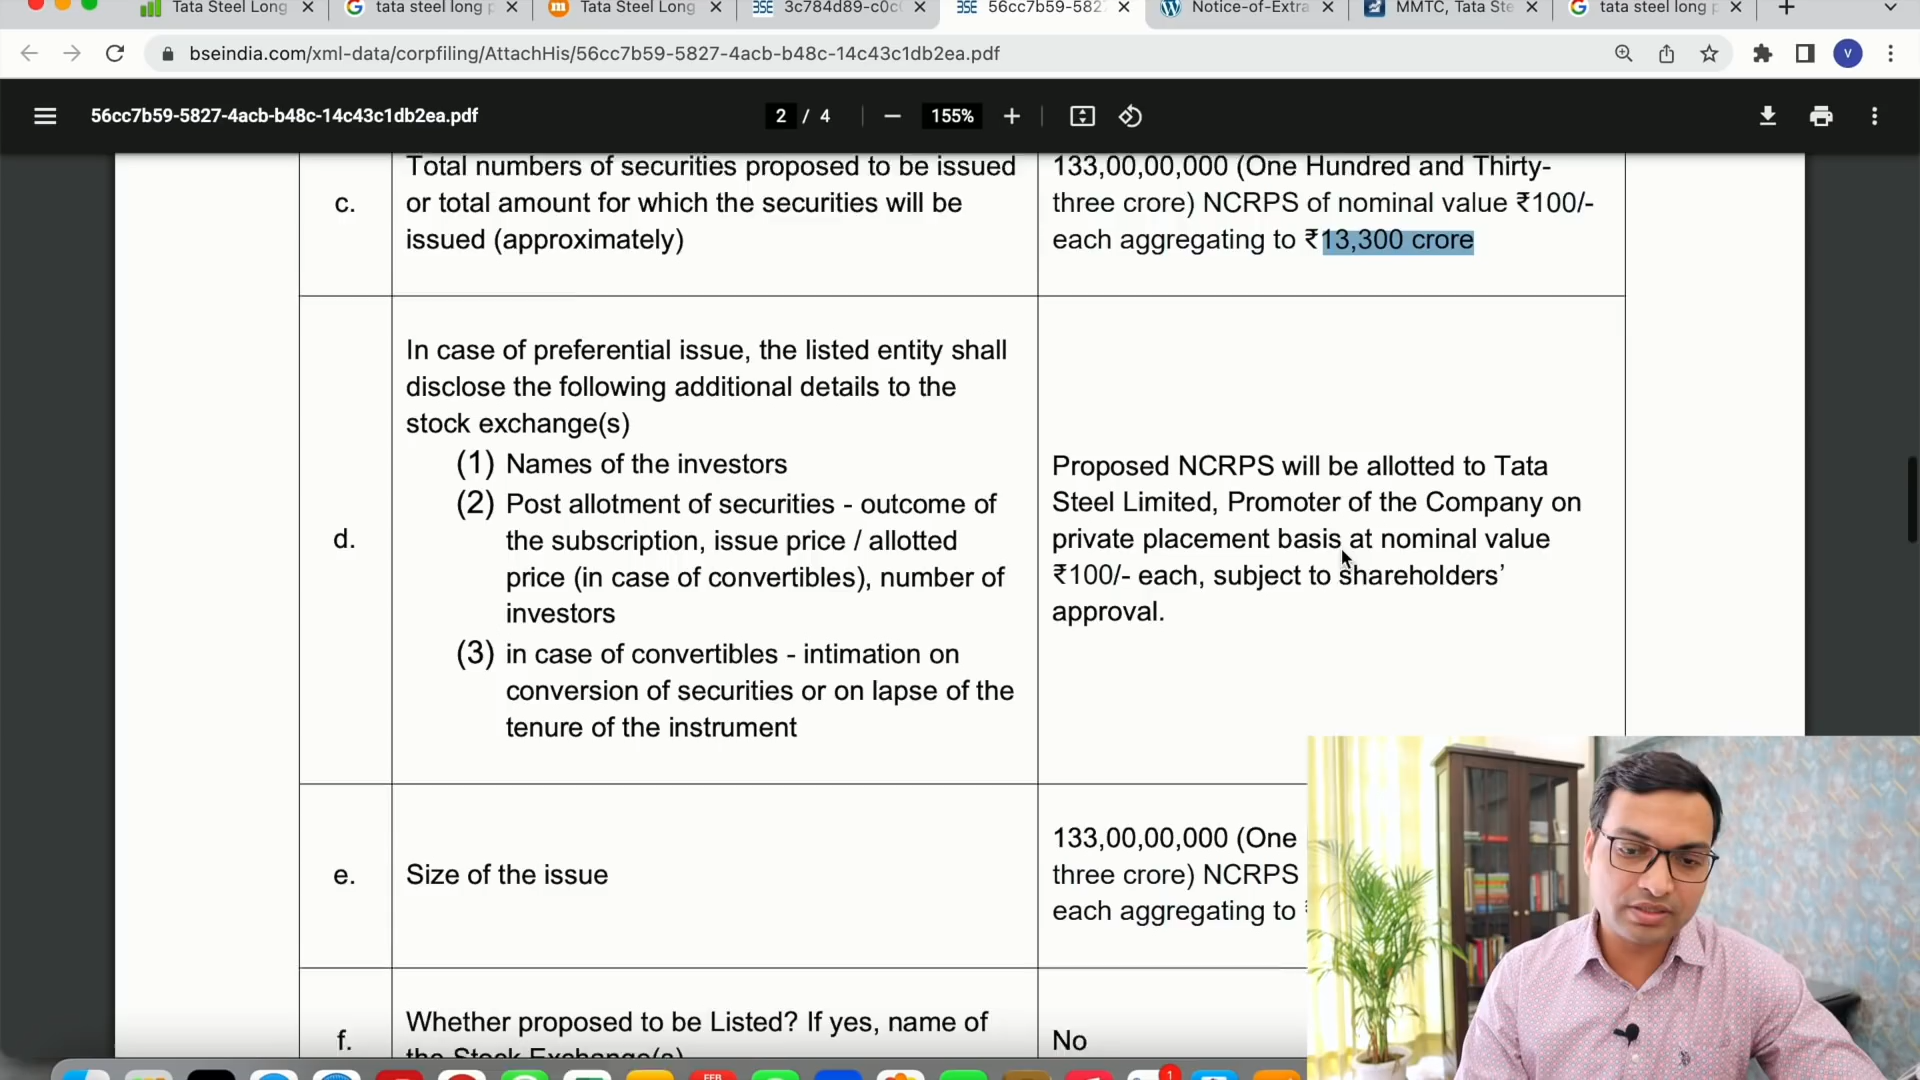 Tata Steel Long
tata steel long p
Tata Steel Long
3c784d89-c0c
56cc7b59-582
Notice-of-Extra
MMTC, Tata Ste
tata steel long p
bseindia.com/xml-data/corpfiling/AttachHis/56cc7b59-5827-4acb-b48c-14c43c1db2ea.pdf
V
56cc7b59-5827-4acb-b48c-14c43c1db2ea.pdf
2 / 4
155%
c.
Total numbers of securities proposed to be issued
or total amount for which the securities will be
issued (approximately)
133,00,00,000 (One Hundred and Thirty-
three crore) NCRPS of nominal value ₹100/-
each aggregating to ₹13,300 crore
d.
In case of preferential issue, the listed entity shall
disclose the following additional details to the
stock exchange(s)
(1) Names of the investors
(2) Post allotment of securities - outcome of
the subscription, issue price / allotted
price (in case of convertibles), number of
investors
(3) in case of convertibles - intimation on
conversion of securities or on lapse of the
tenure of the instrument
Proposed NCRPS will be allotted to Tata
Steel Limited, Promoter of the Company on
private placement basis at nominal value
₹100/- each, subject to shareholders’
approval.
e.
Size of the issue
133,00,00,000 (One
three crore) NCRPS
each aggregating to
f.
Whether proposed to be Listed? If yes, name of
the Stock Exchange(s)
No
FEB
1